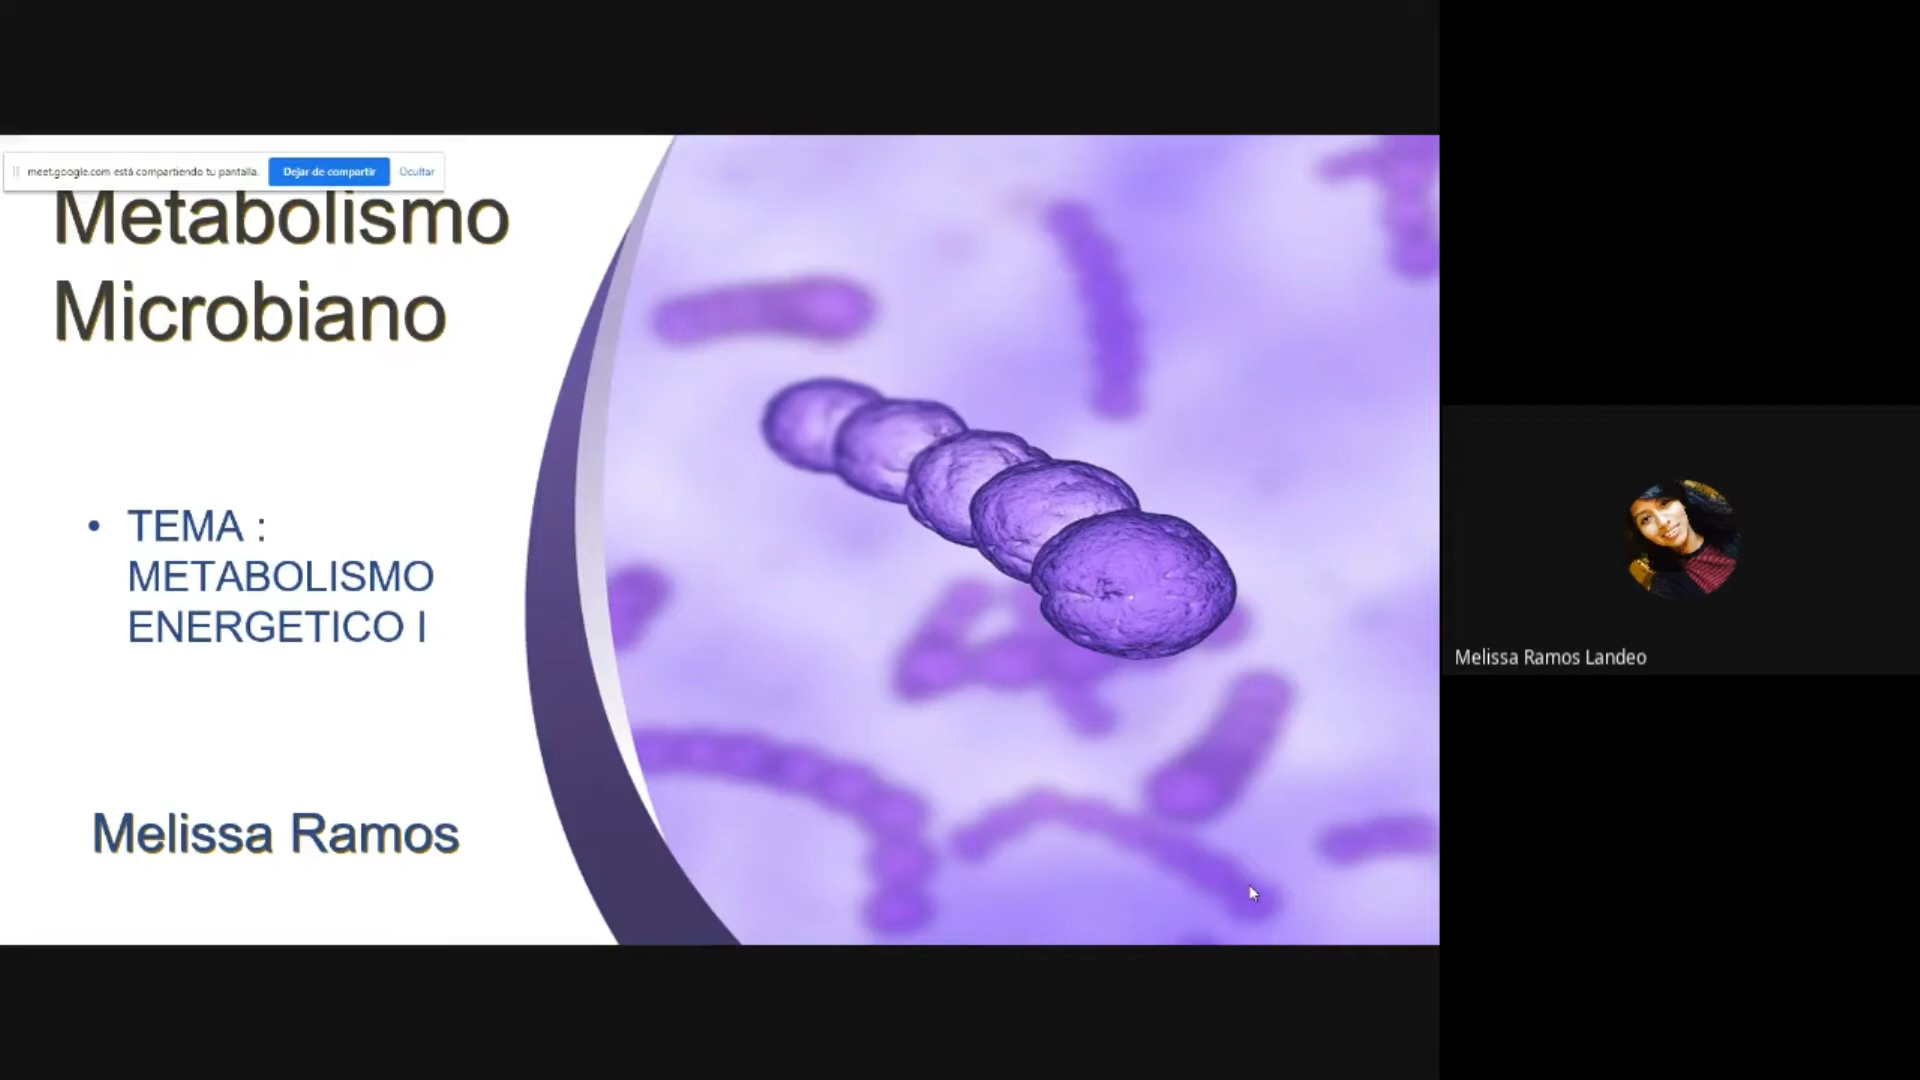 meet.google.com está compartiendo tu pantalla.
Dejar de compartir
Ocultar
Metabolismo
Microbiano
• TEMA :
METABOLISMO
ENERGETICO I
Melissa Ramos
Melissa Ramos Landeo